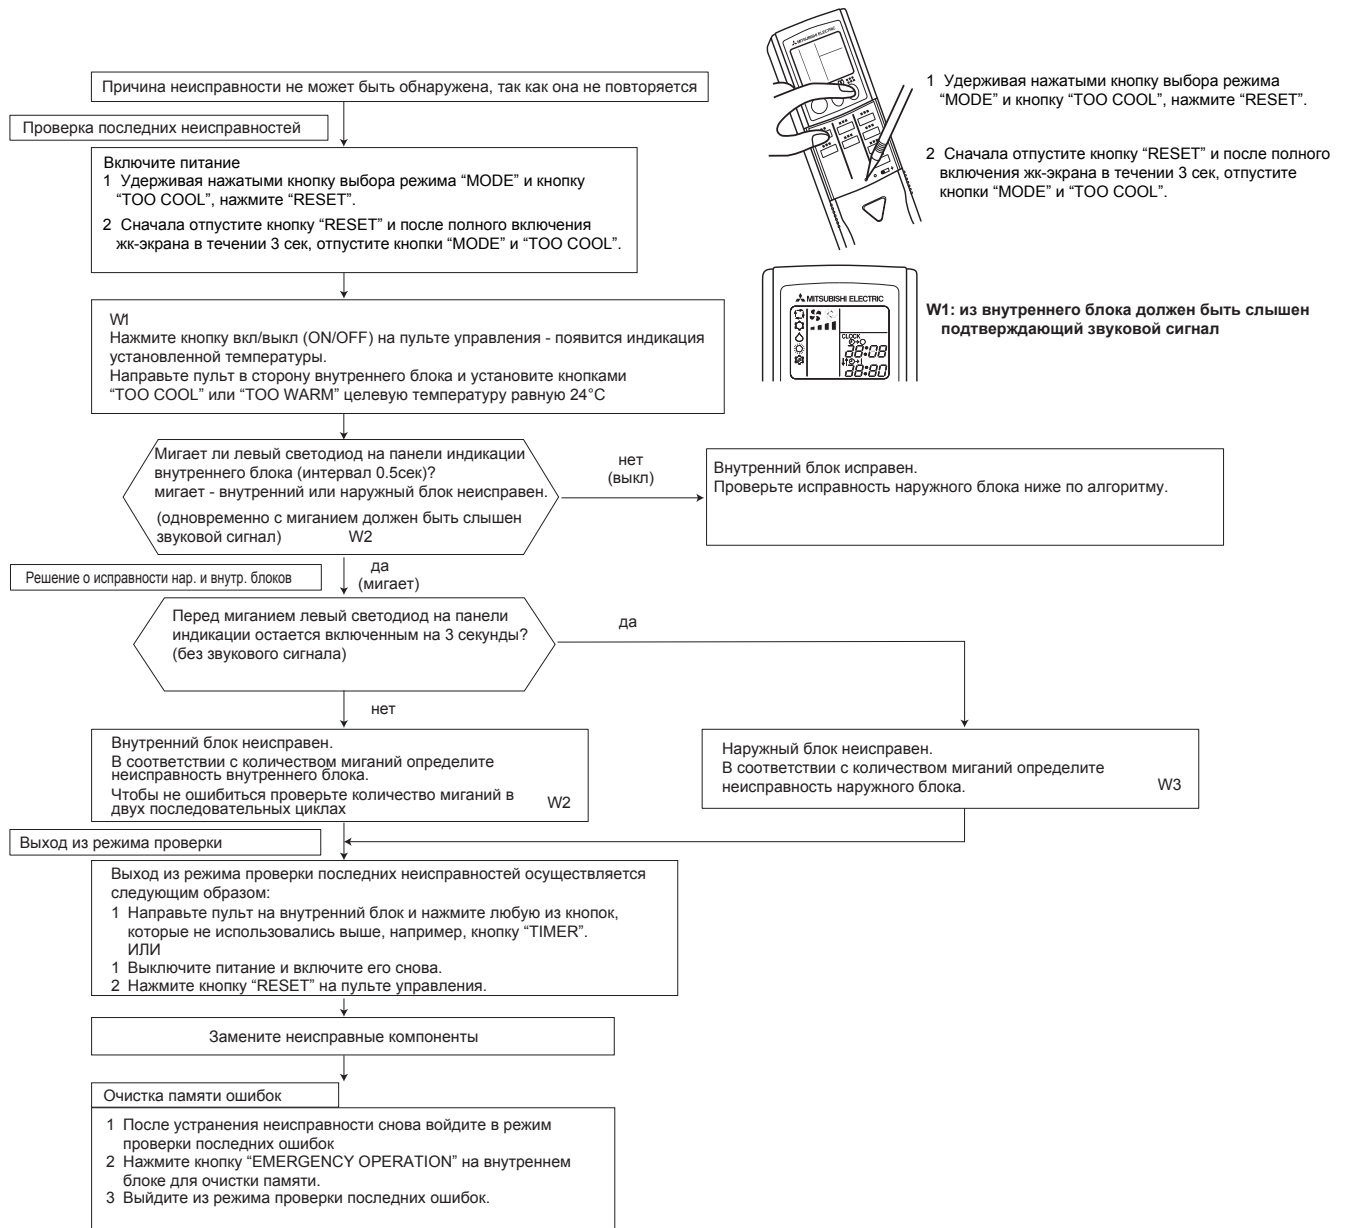 Причина неисправности не может быть обнаружена, так как она не повторяется
Проверка последних неисправностей
Включите питание
1 Удерживая нажатыми кнопку выбора режима “MODE” и кнопку
“TOO COOL”, нажмите “RESET”.
2 Сначала отпустите кнопку “RESET” и после полного включения
жк-экрана в течении 3 сек, отпустите кнопки “MODE” и “TOO COOL”.
MITSUBISHI ELECTRIC
1 Удерживая нажатыми кнопку выбора режима
“MODE” и кнопку “TOO COOL”, нажмите “RESET”.
2 Сначала отпустите кнопку “RESET” и после полного
включения жк-экрана в течении 3 сек, отпустите
кнопки “MODE” и “TOO COOL”.
MITSUBISHI ELECTRIC
CLOCK
W1: из внутреннего блока должен быть слышен
подтверждающий звуковой сигнал
W1
Нажмите кнопку вкл/выкл (ON/OFF) на пульте управления - появится индикация
установленной температуры.
Направьте пульт в сторону внутреннего блока и установите кнопками
“TOO COOL” или “TOO WARM” целевую температуру равную 24°C
Мигает ли левый светодиод на панели индикации
внутреннего блока (интервал 0.5сек)?
мигает - внутренний или наружный блок неисправен.
(одновременно с миганием должен быть слышен
звуковой сигнал) W2
нет
(выкл)
Внутренний блок исправен.
Проверьте исправность наружного блока ниже по алгоритму.
да
(мигает)
Решение о исправности нар. и внутр. блоков
Перед миганием левый светодиод на панели
индикации остается включенным на 3 секунды?
(без звукового сигнала)
да
нет
Внутренний блок неисправен.
В соответствии с количеством миганий определите
неисправность внутреннего блока.
Чтобы не ошибиться проверьте количество миганий в
двух последовательных циклах W2
Наружный блок неисправен.
В соответствии с количеством миганий определите
неисправность наружного блока. W3
Выход из режима проверки
Выход из режима проверки последних неисправностей осуществляется
следующим образом:
1 Направьте пульт на внутренний блок и нажмите любую из кнопок,
которые не использовались выше, например, кнопку “TIMER”.
ИЛИ
1 Выключите питание и включите его снова.
2 Нажмите кнопку “RESET” на пульте управления.
Замените неисправные компоненты
Очистка памяти ошибок
1 После устранения неисправности снова войдите в режим
проверки последних ошибок
2 Нажмите кнопку “EMERGENCY OPERATION” на внутреннем
блоке для очистки памяти.
3 Выйдите из режима проверки последних ошибок.